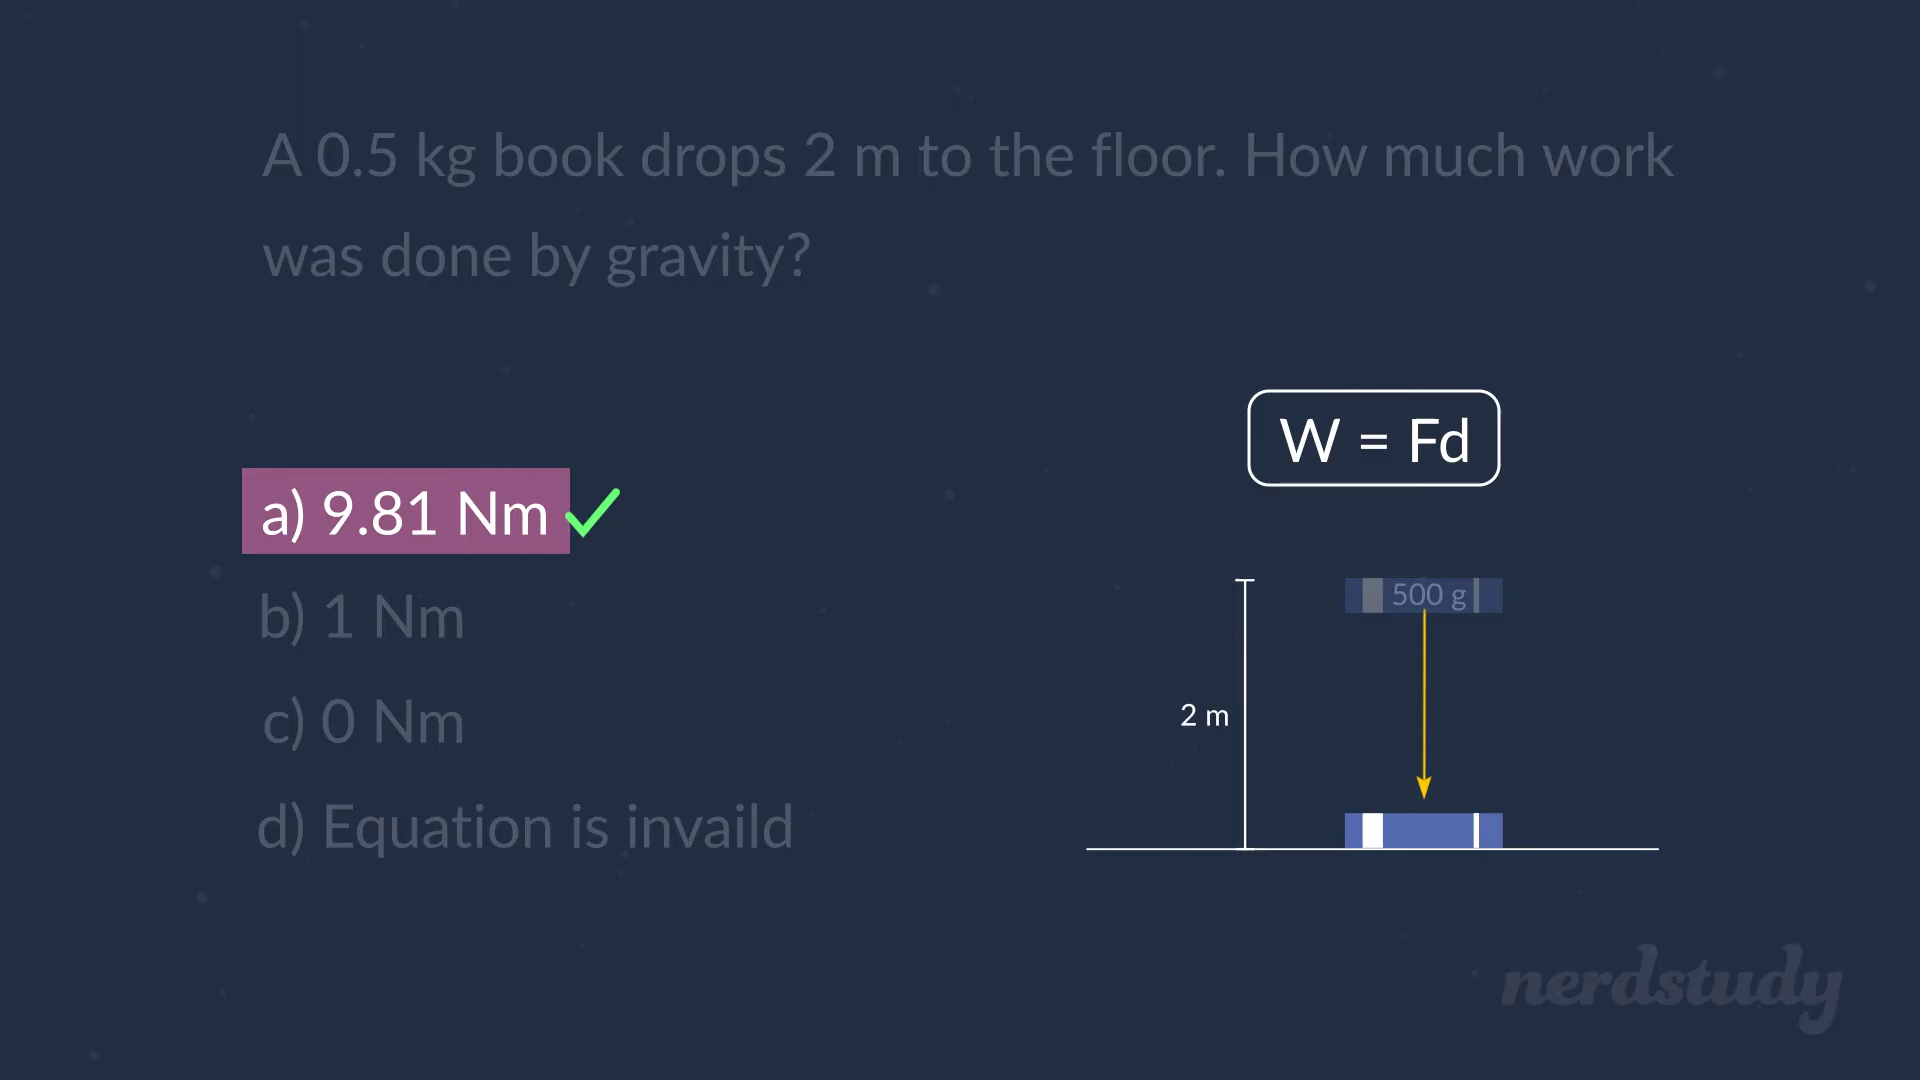 A 0.5 kg book drops 2 m to the floor. How much work
was done by gravity?
W = Fd
a) 9.81 Nm
b) 1 Nm
c) 0 Nm
d) Equation is invaild
500 g
2 m
nerdstudy